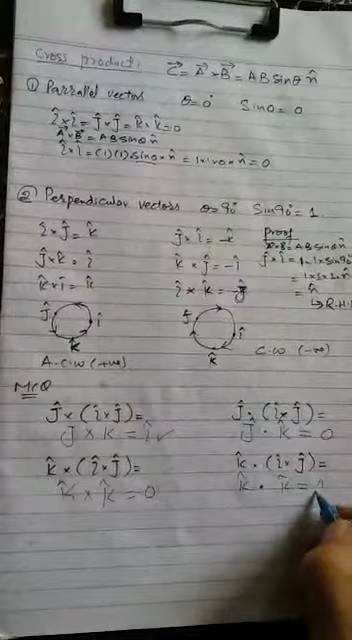 Cross product: C⃗ = A⃗ × B⃗ = AB sinθ n̂
① Parrallel vectors θ = 0° Sin0 = 0
î × î = ĵ × ĵ = k̂ × k̂ = 0
A⃗ × B⃗ = AB sinθ n̂
î × î = (1)(1) sin0 × n̂ = 1×1×0×n̂ = 0
② Perpendicular vectors θ = 90° Sin90° = 1
î × ĵ = k̂ ĵ × î = -k̂ Proof
A⃗ × B⃗ = AB sinθ n̂
ĵ × k̂ = î k̂ × ĵ = -î ĵ × î = 1×1×sin90°
= 1×1×1×n̂
k̂ × î = k̂ î × k̂ = -ĵ = n̂
↳ R.H.
ĵ î ĵ î
k̂ k̂
A.C.W (+ve) C.W (-ve)
MCQ
ĵ × (î × ĵ) = ĵ · (î × ĵ) =
ĵ × k̂ = î ✓ ĵ · k̂ = 0
k̂ × (î × ĵ) = k̂ · (î × ĵ) =
k̂ × k̂ = 0 k̂ · k̂ = 1